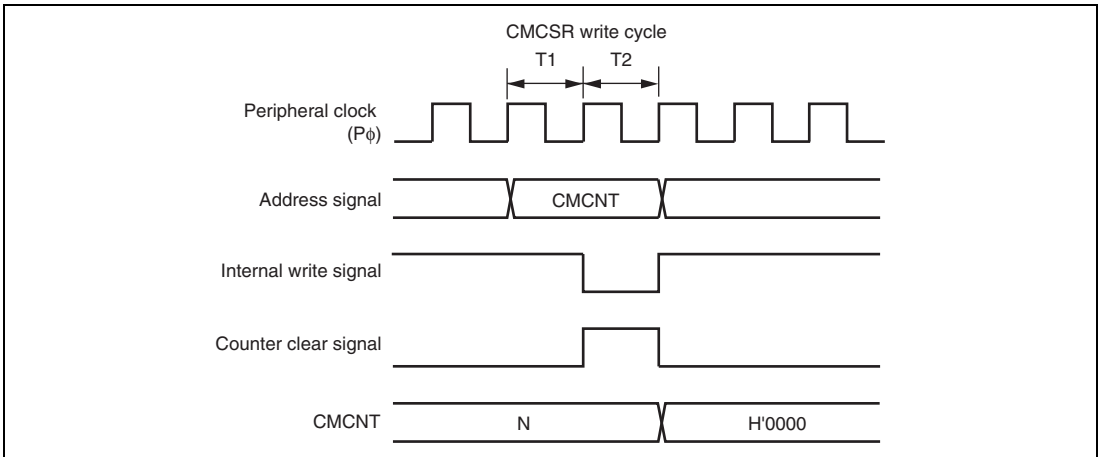 CMCSR write cycle
T1 T2
Peripheral clock
(Pϕ)
Address signal CMCNT
Internal write signal
Counter clear signal
CMCNT N H'0000